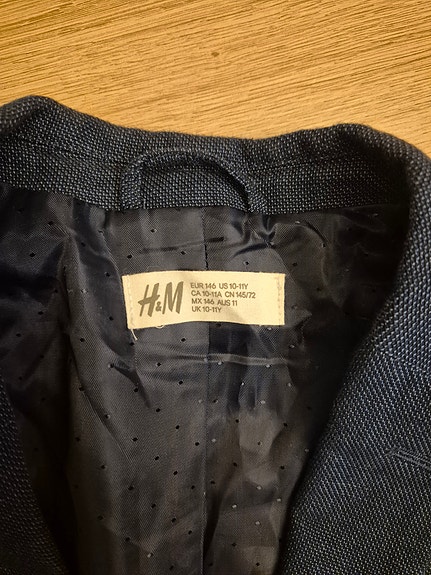 H&M
EUR 146 US 10-11Y
CA 10-11A CN 145/72
MX 146 AUS 11
UK 10-11Y